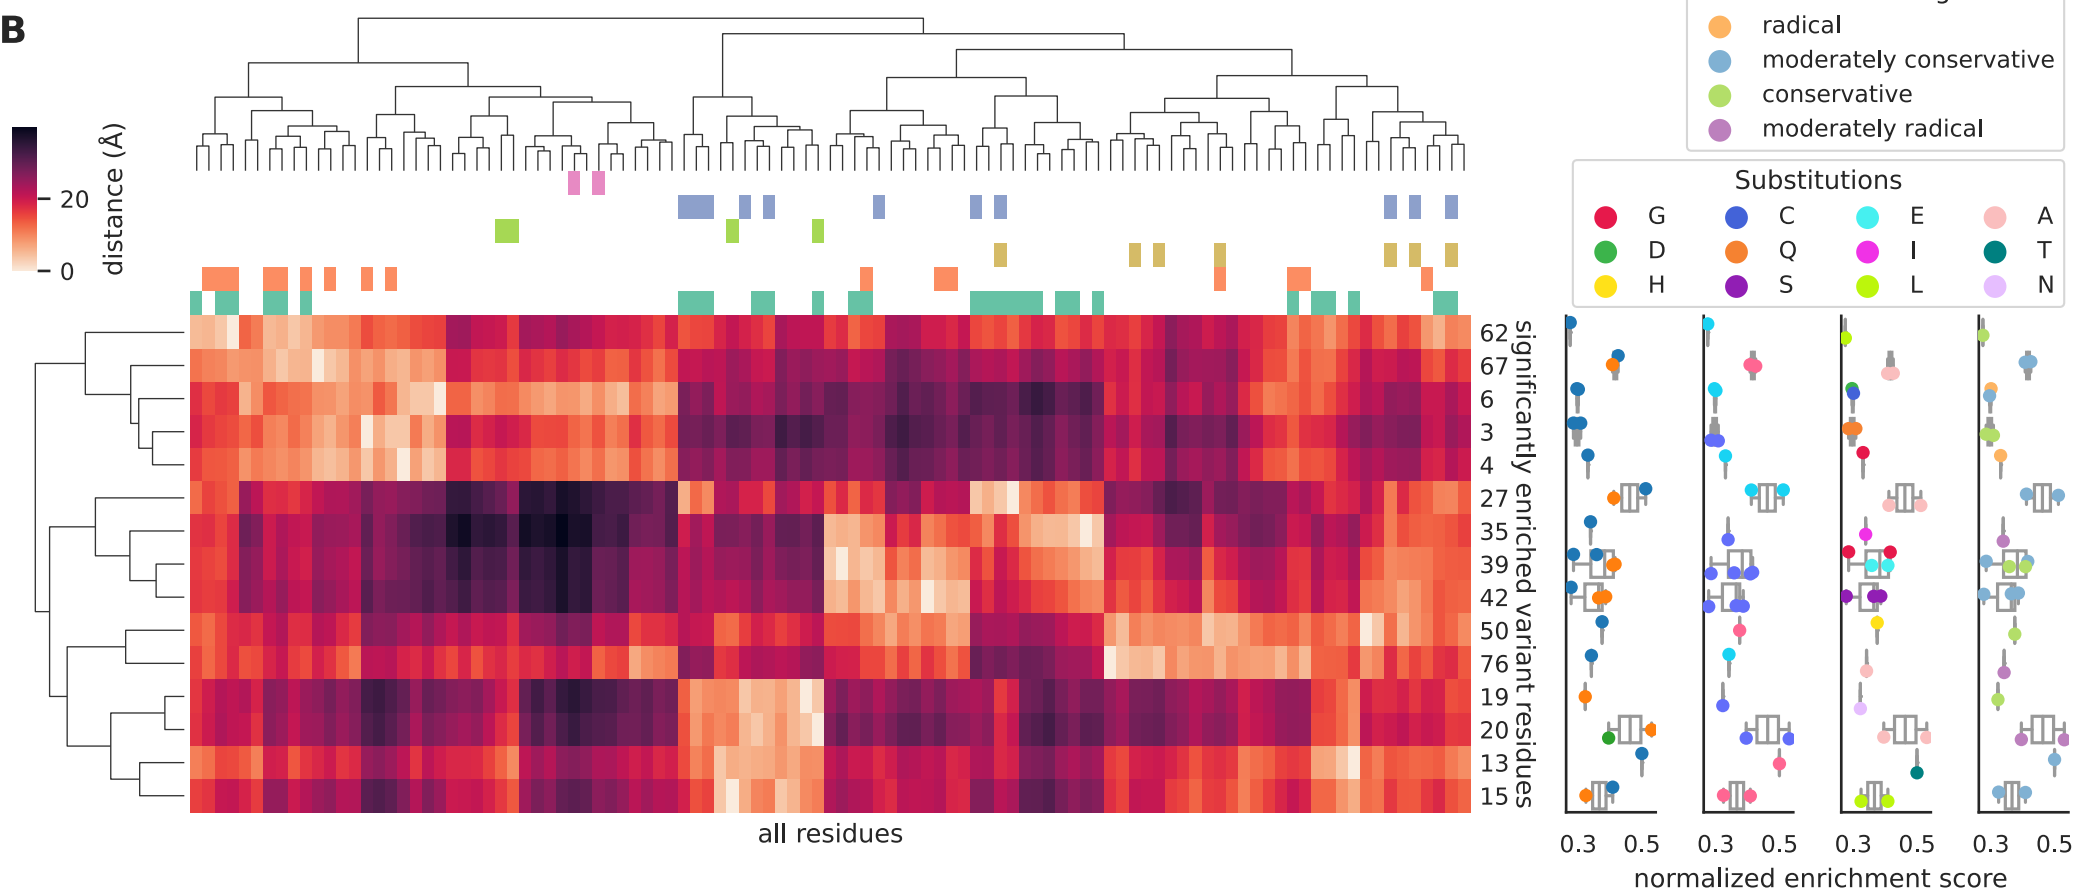 B
radical
moderately conservative
conservative
moderately radical
distance (Å)
20
0
Substitutions
G C E A
D Q I T
H S L N
62
67
6
3
4
27
35
39
42
50
76
19
20
13
15
significantly enriched variant residues
all residues
0.3 0.5 0.3 0.5 0.3 0.5 0.3 0.5
normalized enrichment score